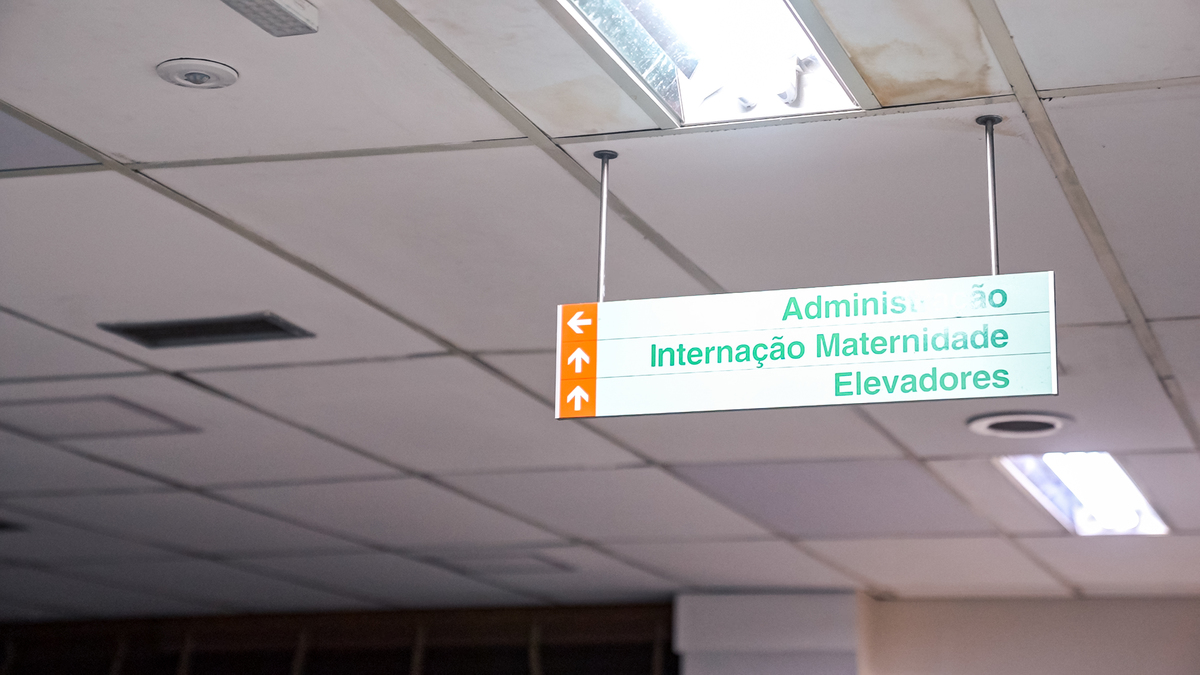 Internação Maternidade
Elevadores